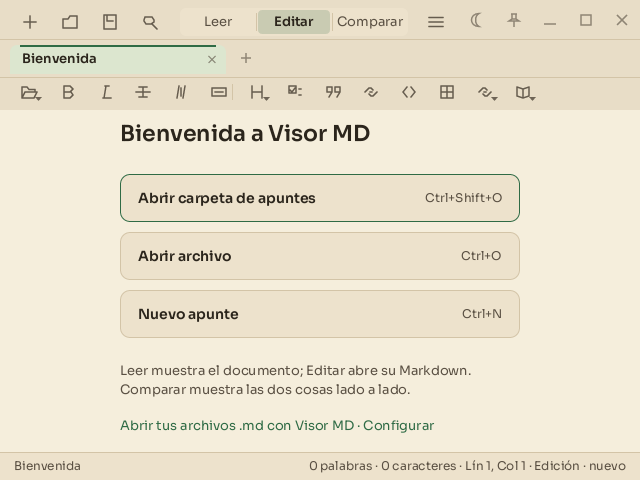 Leer Editar Comparar
Bienvenida
Bienvenida a Visor MD
Abrir carpeta de apuntes Ctrl+Shift+O
Abrir archivo Ctrl+O
Nuevo apunte Ctrl+N
Leer muestra el documento; Editar abre su Markdown.
Comparar muestra las dos cosas lado a lado.
Abrir tus archivos .md con Visor MD · Configurar
Bienvenida 0 palabras · 0 caracteres · Lín 1, Col 1 · Edición · nuevo